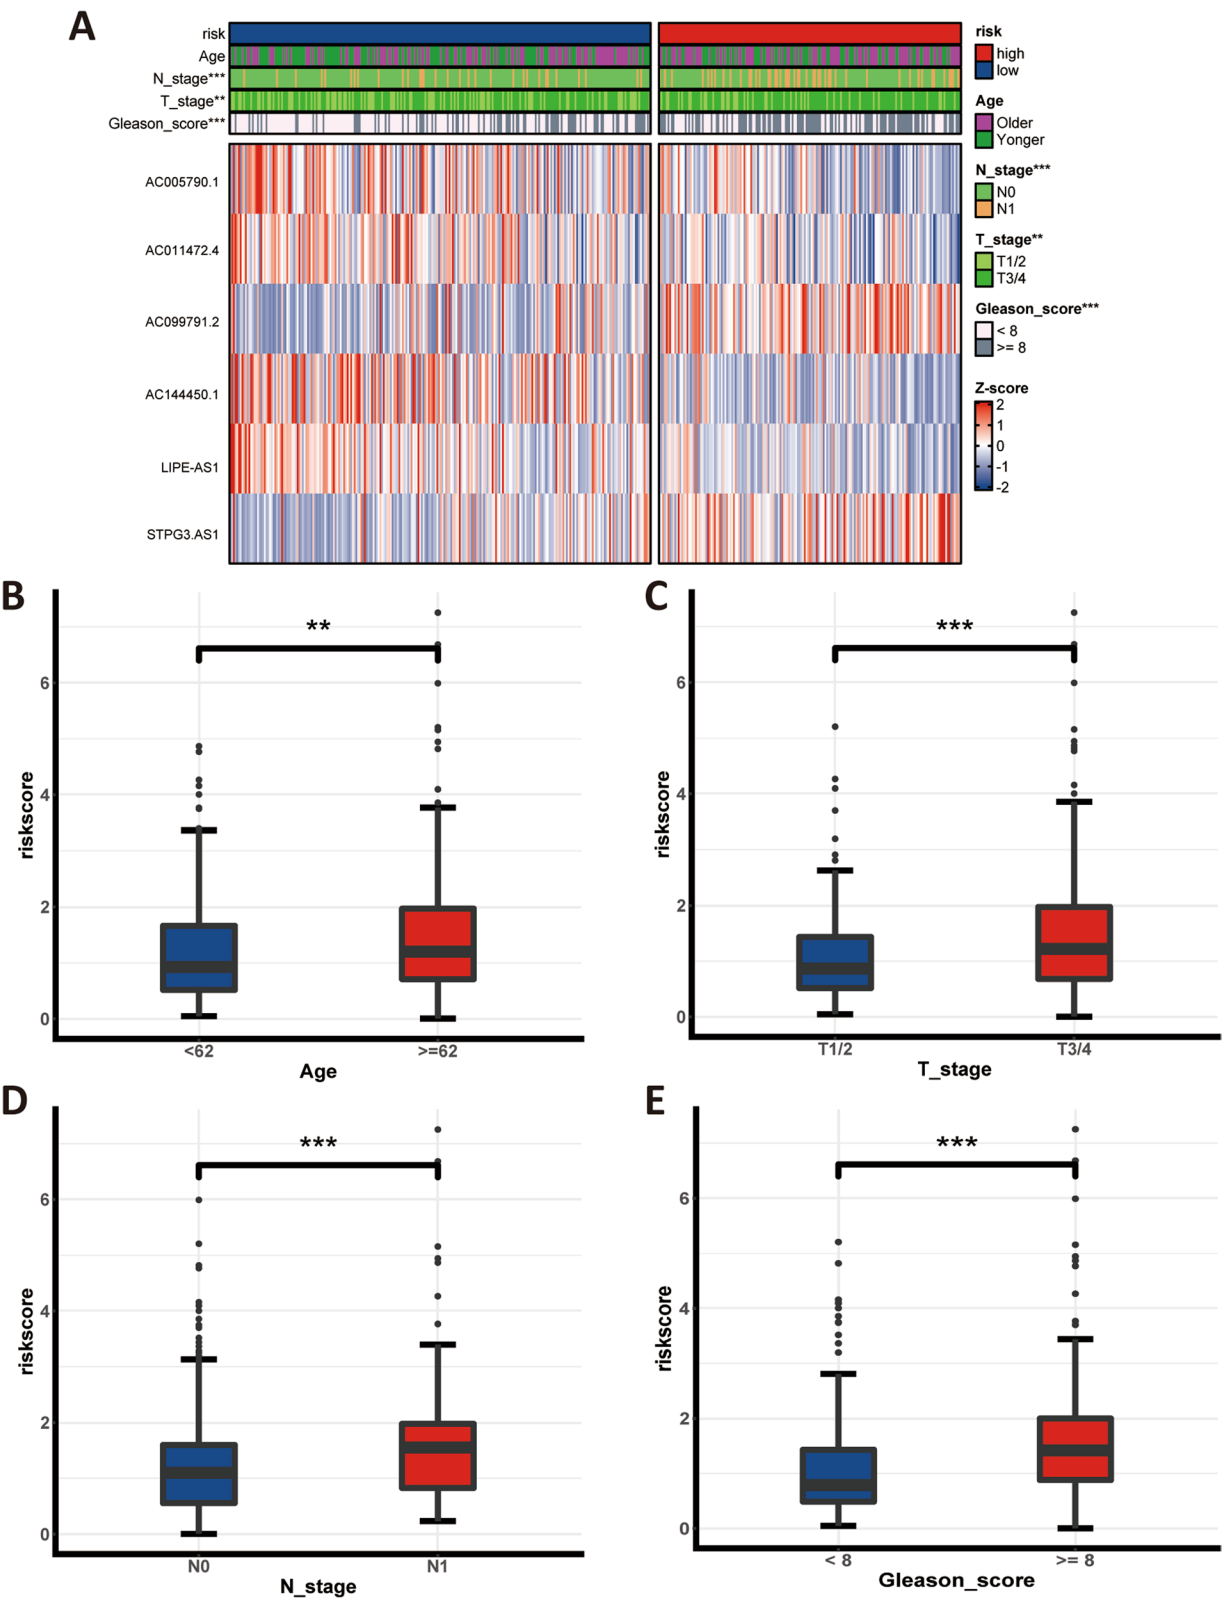 A
risk
Age
N_stage***
T_stage**
Gleason_score***
AC005790.1
AC011472.4
AC099791.2
AC144450.1
LIPE-AS1
STPG3.AS1
risk
high
low
Age
Older
Yonger
N_stage***
N0
N1
T_stage**
T1/2
T3/4
Gleason_score***
< 8
>= 8
Z-score
2
1
0
-1
-2
B
**
6
4
2
0
riskscore
<62
>=62
Age
C
***
6
4
2
0
riskscore
T1/2
T3/4
T_stage
D
***
6
4
2
0
riskscore
N0
N1
N_stage
E
***
6
4
2
0
riskscore
< 8
>= 8
Gleason_score